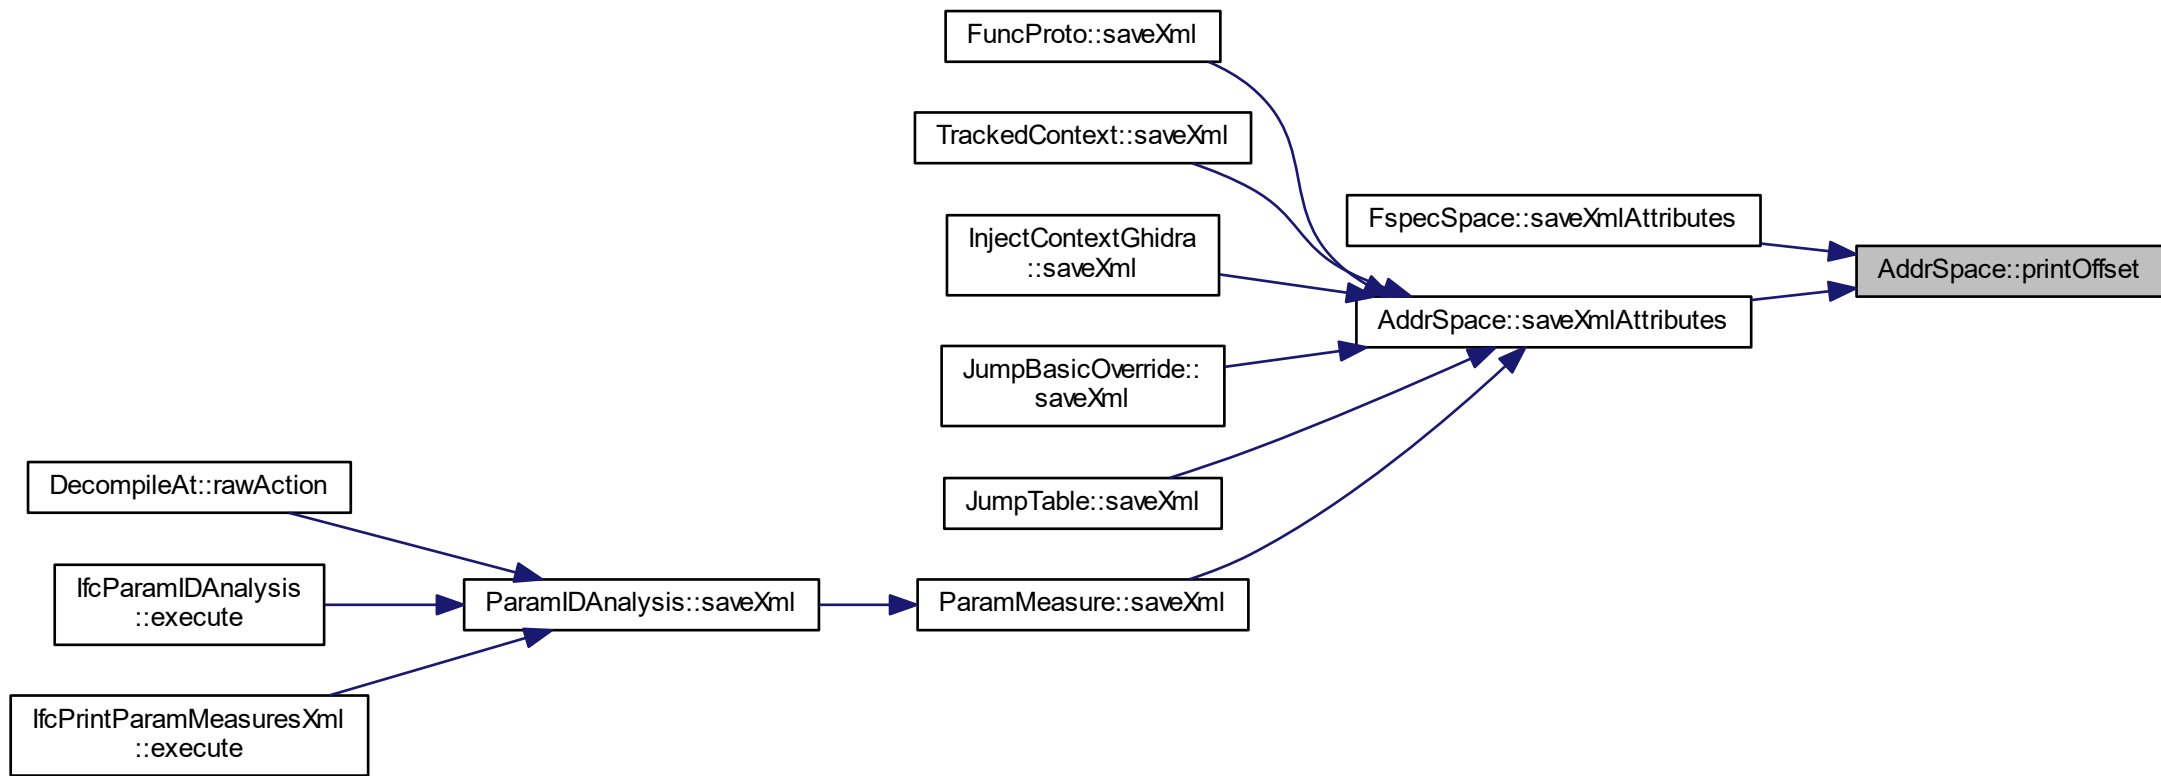 FuncProto::saveXml
TrackedContext::saveXml
FspecSpace::saveXmlAttributes
InjectContextGhidra
::saveXml
AddrSpace::printOffset
AddrSpace::saveXmlAttributes
JumpBasicOverride::
saveXml
DecompileAt::rawAction
JumpTable::saveXml
IfcParamIDAnalysis
::execute
ParamIDAnalysis::saveXml
ParamMeasure::saveXml
IfcPrintParamMeasuresXml
::execute